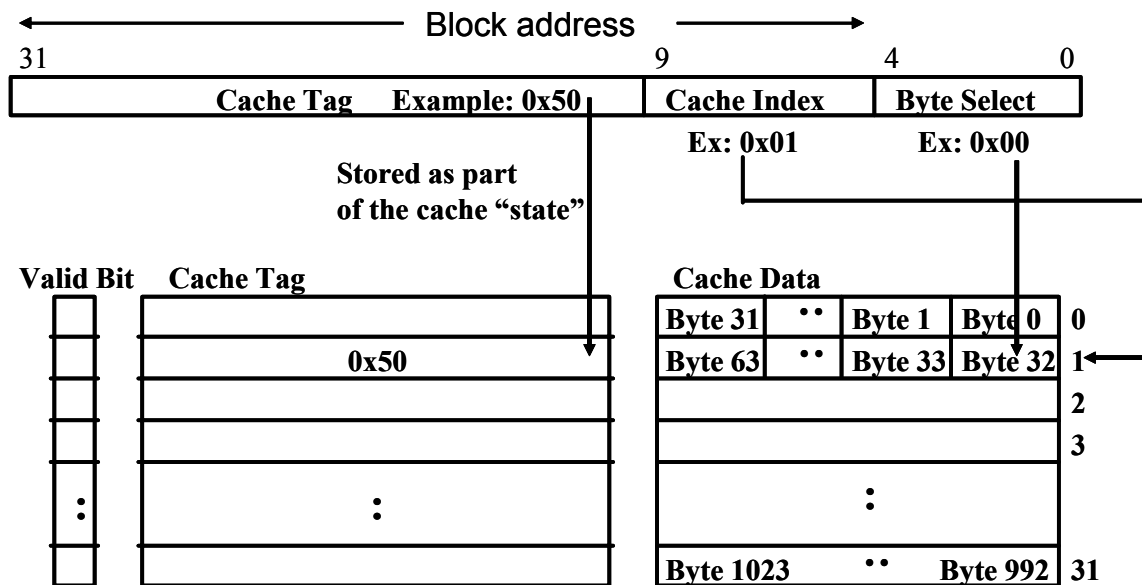 Block address
31 9 4 0
Cache Tag Example: 0x50 Cache Index Byte Select
Ex: 0x01 Ex: 0x00
Stored as part
of the cache “state”
Valid Bit Cache Tag Cache Data
Byte 31 .. Byte 1 Byte 0 0
0x50 Byte 63 .. Byte 33 Byte 32 1
2
3
: : :
Byte 1023 .. Byte 992 31